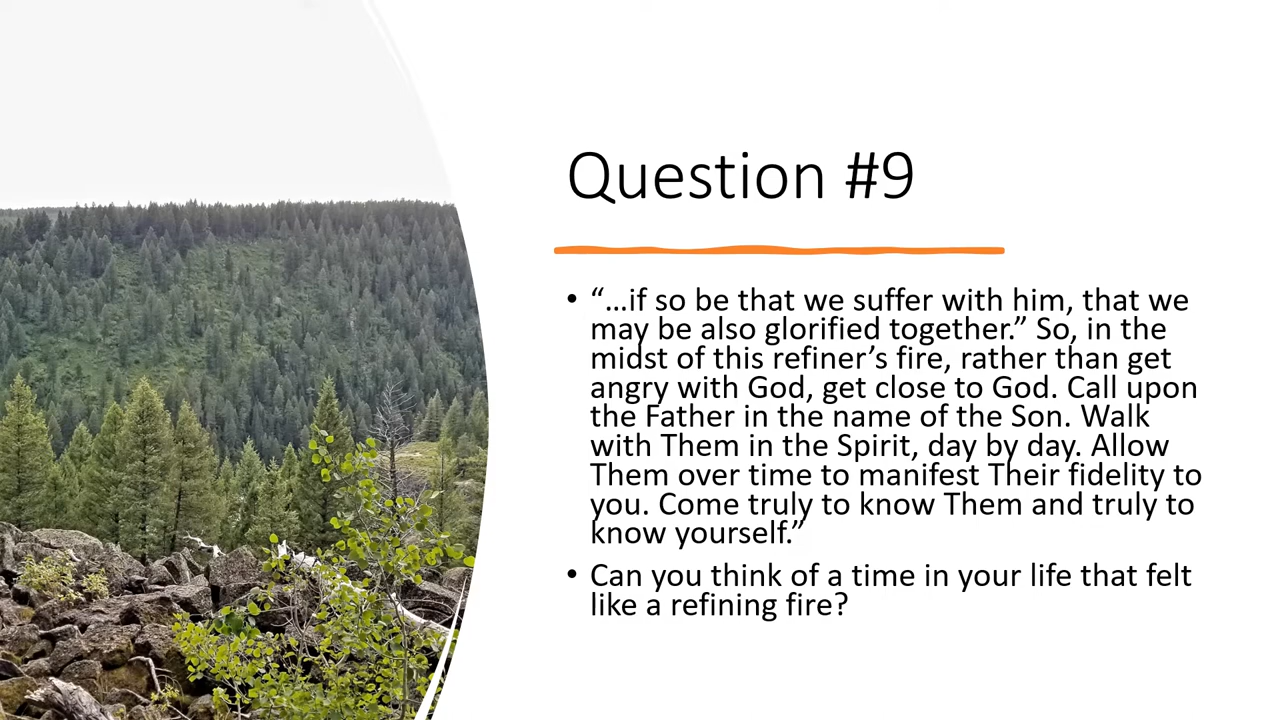 Question #9
• “…if so be that we suffer with him, that we
may be also glorified together.” So, in the
midst of this refiner’s fire, rather than get
angry with God, get close to God. Call upon
the Father in the name of the Son. Walk
with Them in the Spirit, day by day. Allow
Them over time to manifest Their fidelity to
you. Come truly to know Them and truly to
know yourself.”
• Can you think of a time in your life that felt
like a refining fire?